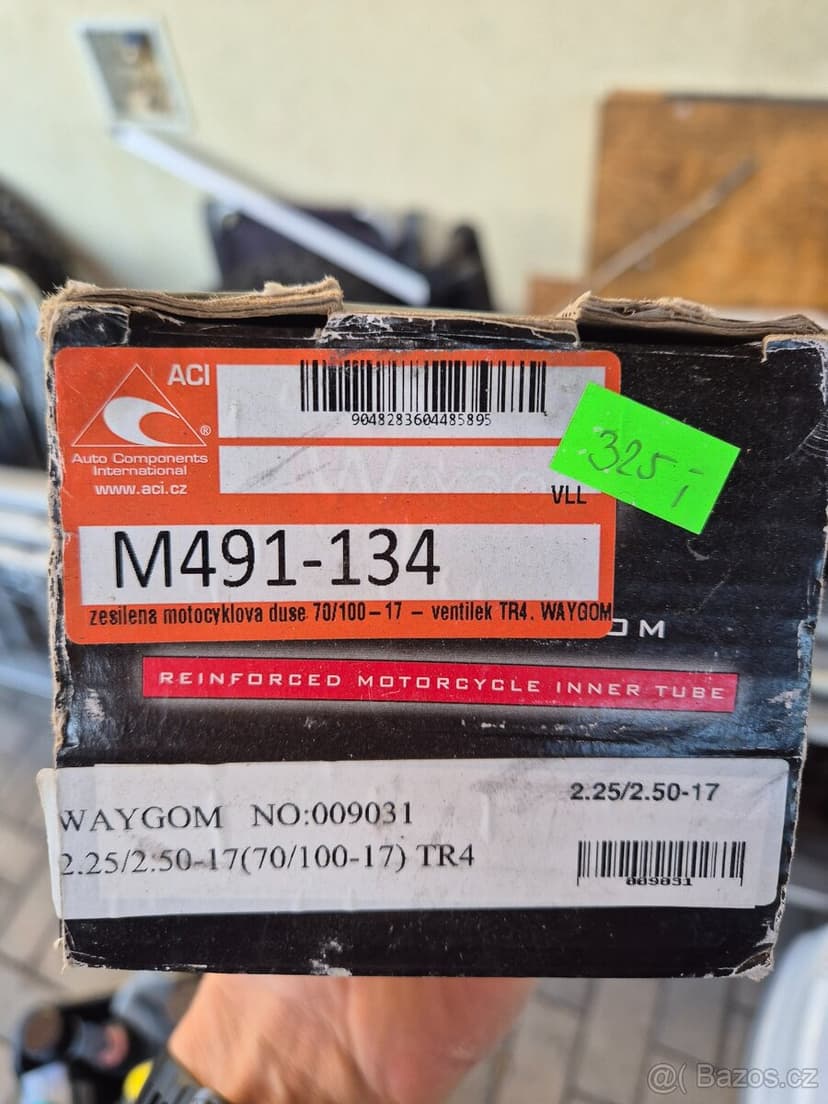 ACI
9048283604485895
®
Auto Components
International
www.aci.cz
325,-
VLL
M491-134
zesilena motocyklova duse 70/100-17 - ventilek TR4. WAYGOM
OM
REINFORCED MOTORCYCLE INNER TUBE
2.25/2.50-17
WAYGOM NO:009031
2.25/2.50-17(70/100-17) TR4
009031
@( Bazos.cz